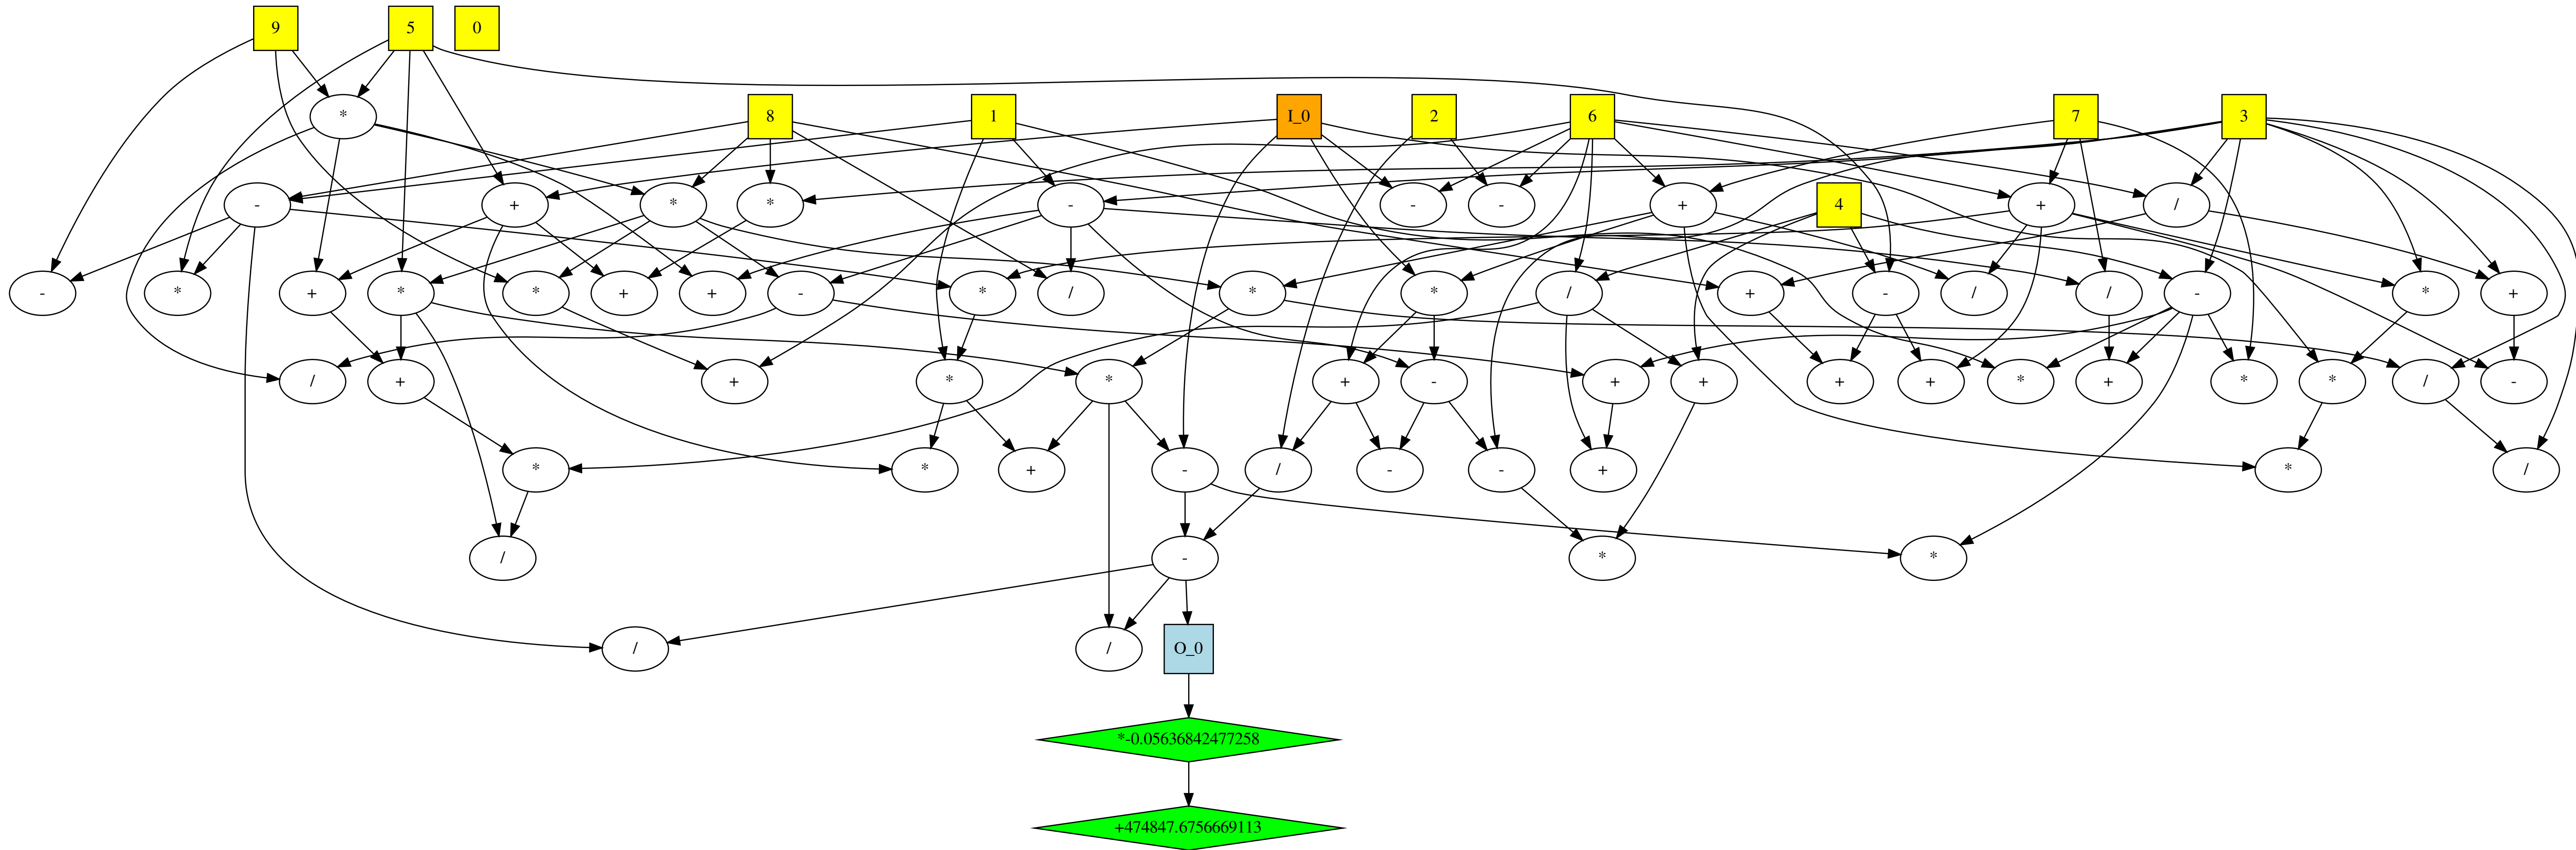 9 5 0
* 8 1 I_0 2 6 7 3
- + * * - - - + 4 + /
- * + * * + + - * / * * / + - / / - * +
/ + + * * + - + + + + * + * * / -
* * + - / - - + * /
/ - * *
/ / O_0
*-0.05636842477258
+474847.6756669113